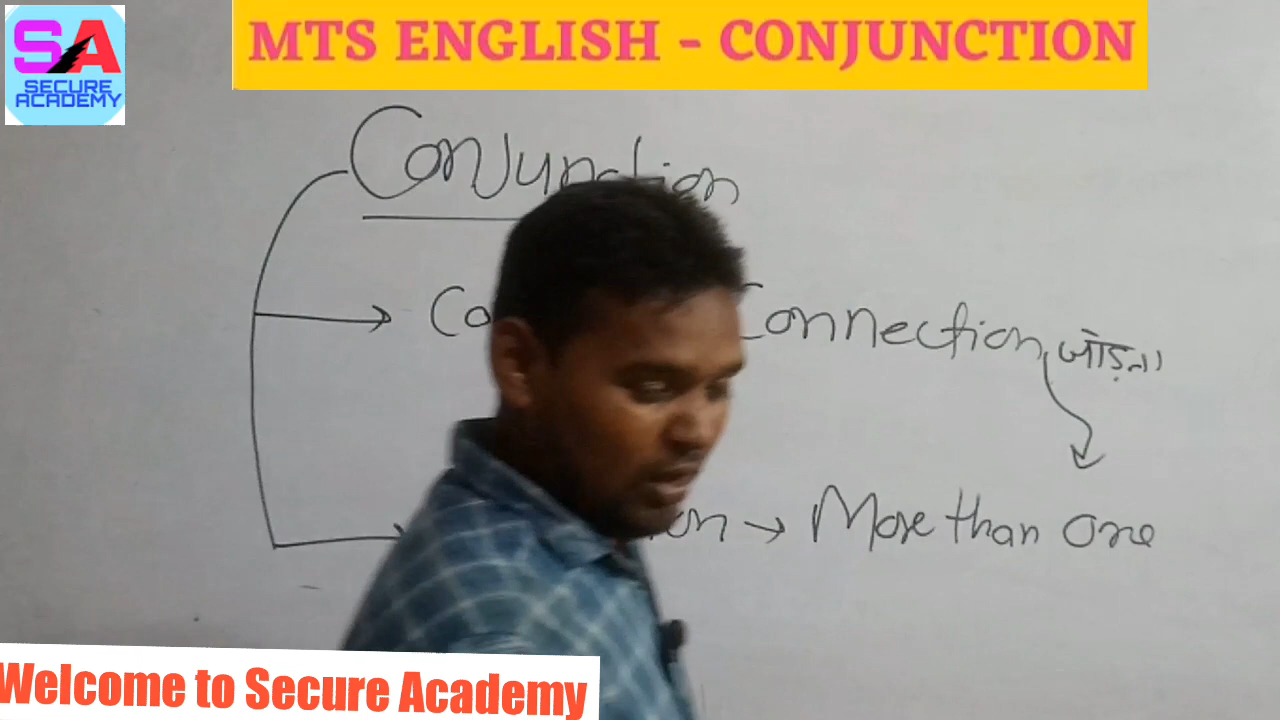 MTS ENGLISH - CONJUNCTION
SA
SECURE
ACADEMY
Conjunction
Connection जोड़ना
→ More than one
Welcome to Secure Academy